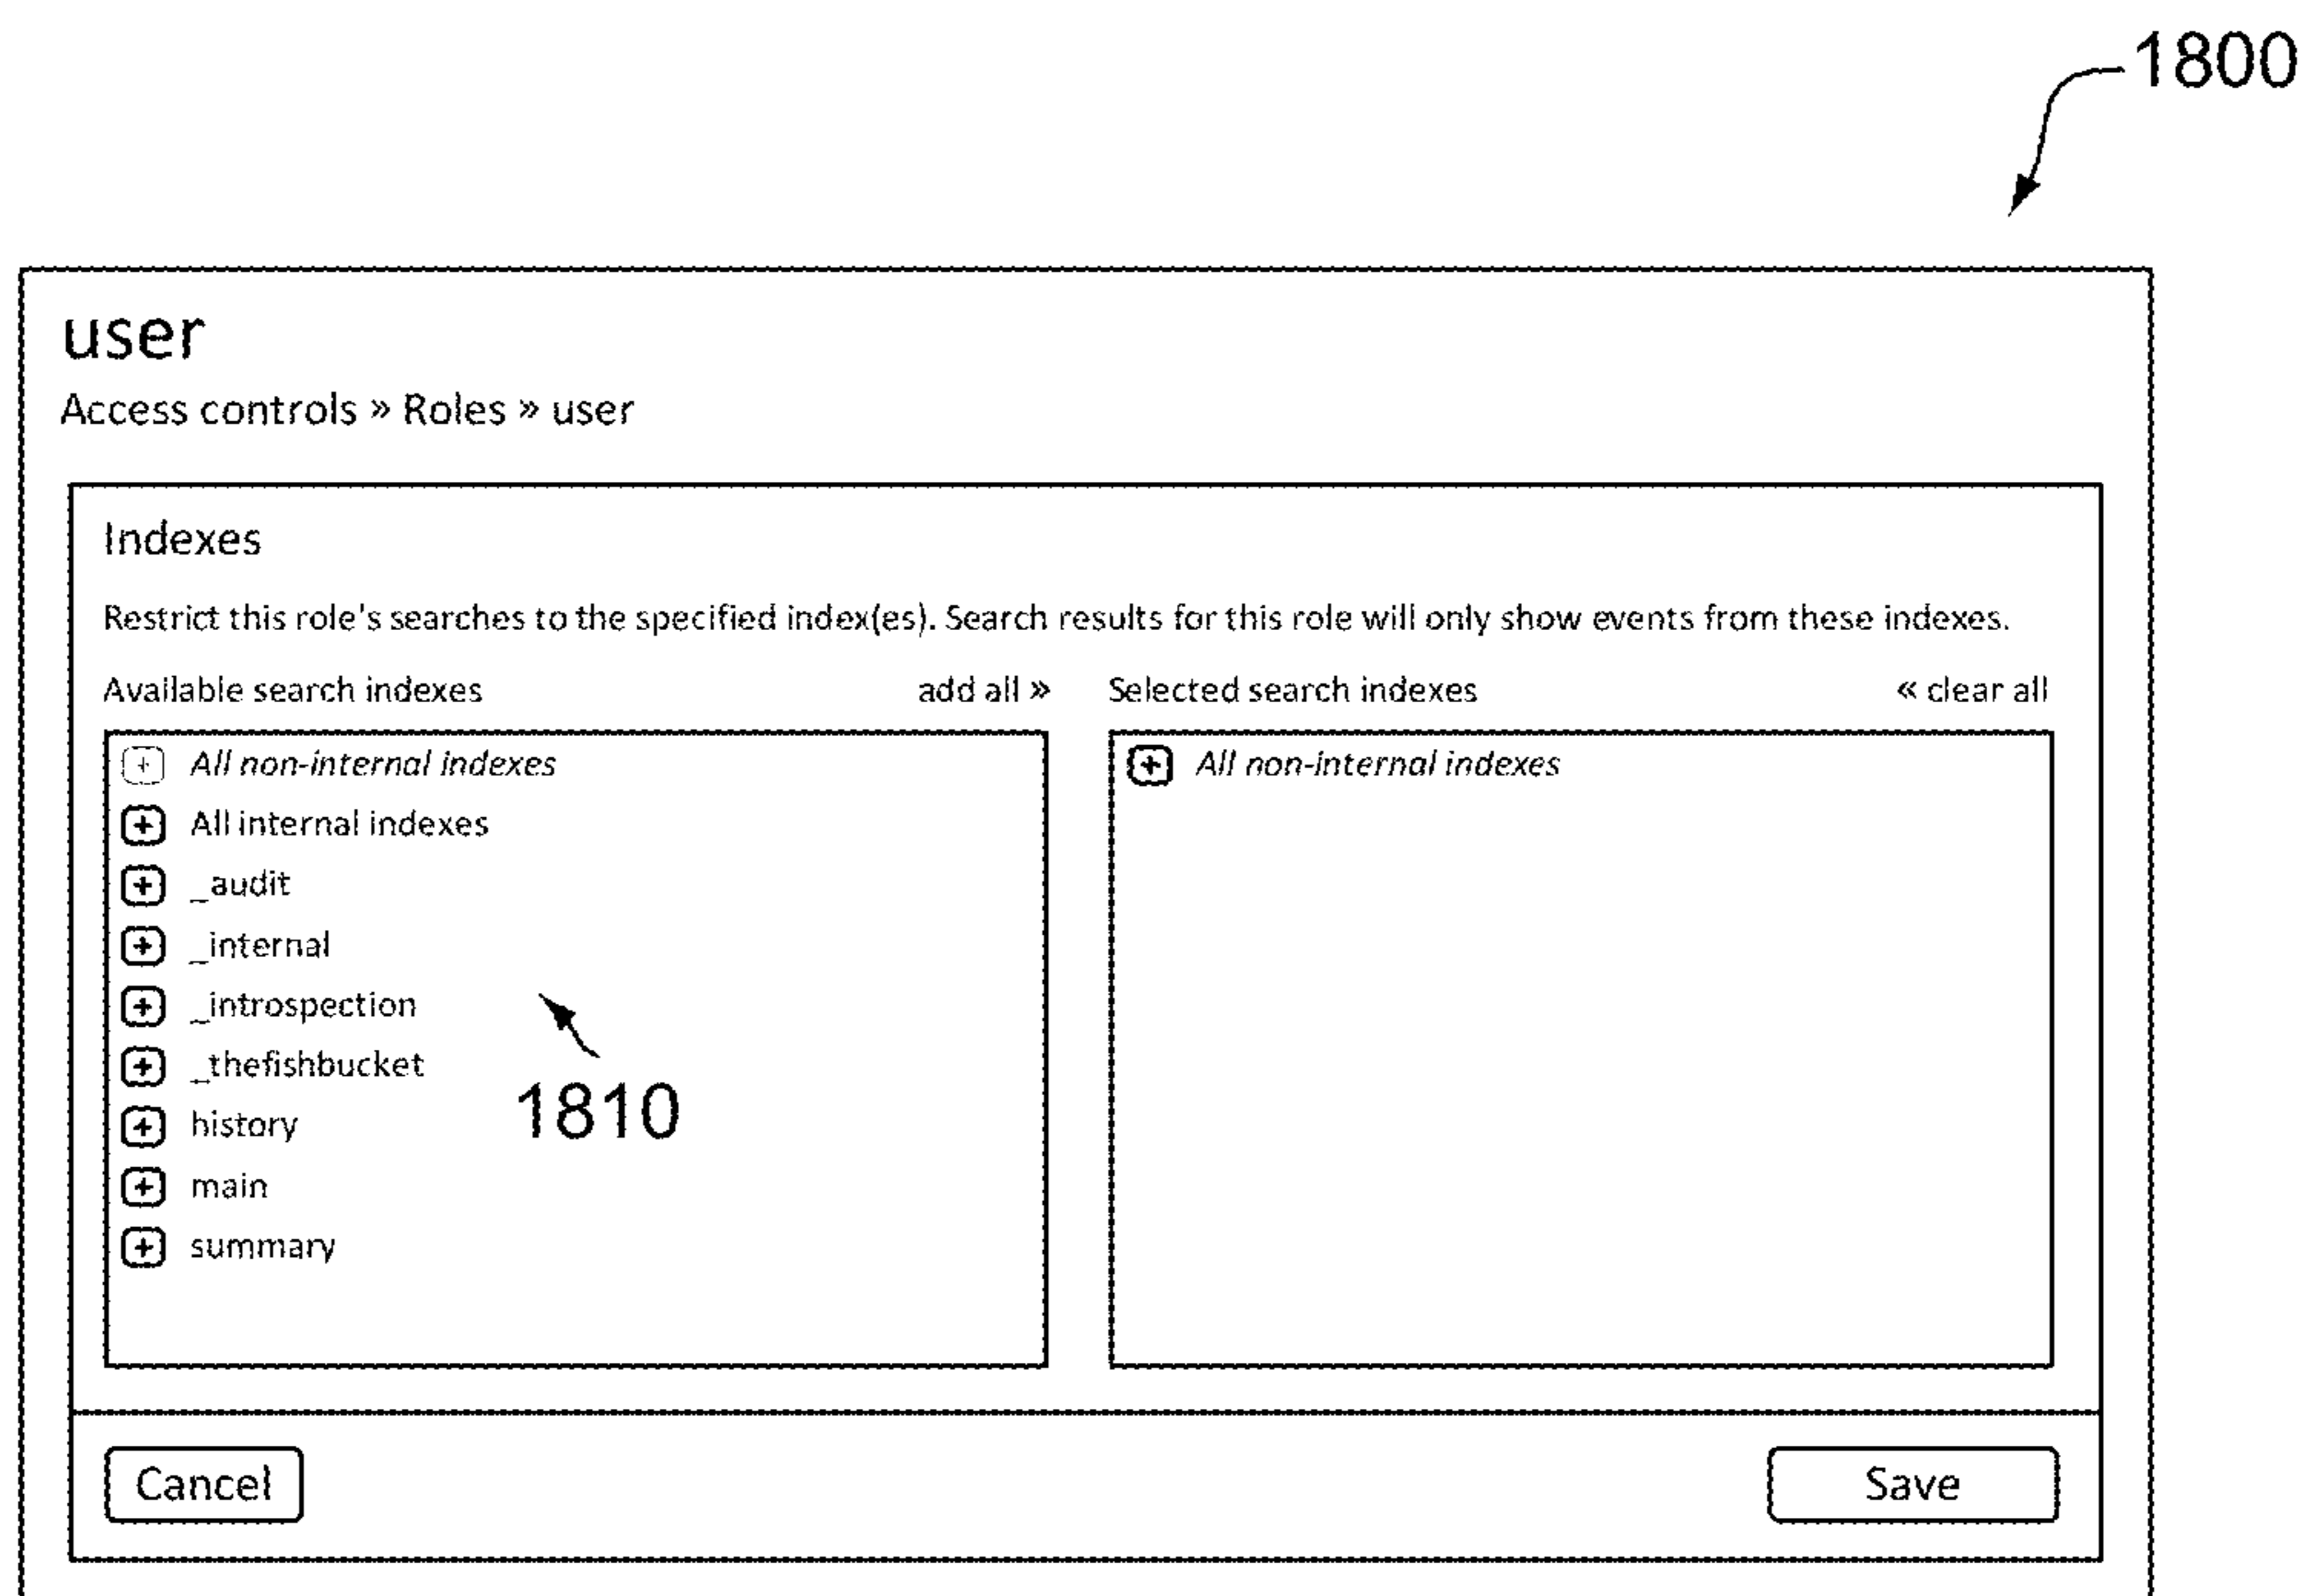 1800
user
Access controls » Roles » user
Indexes
Restrict this role's searches to the specified index(es). Search results for this role will only show events from these indexes.
Available search indexes add all »
All non-internal indexes
All internal indexes
_audit
_internal
_introspection
_thefishbucket
history
main
summary
1810
Selected search indexes « clear all
All non-internal indexes
Cancel
Save